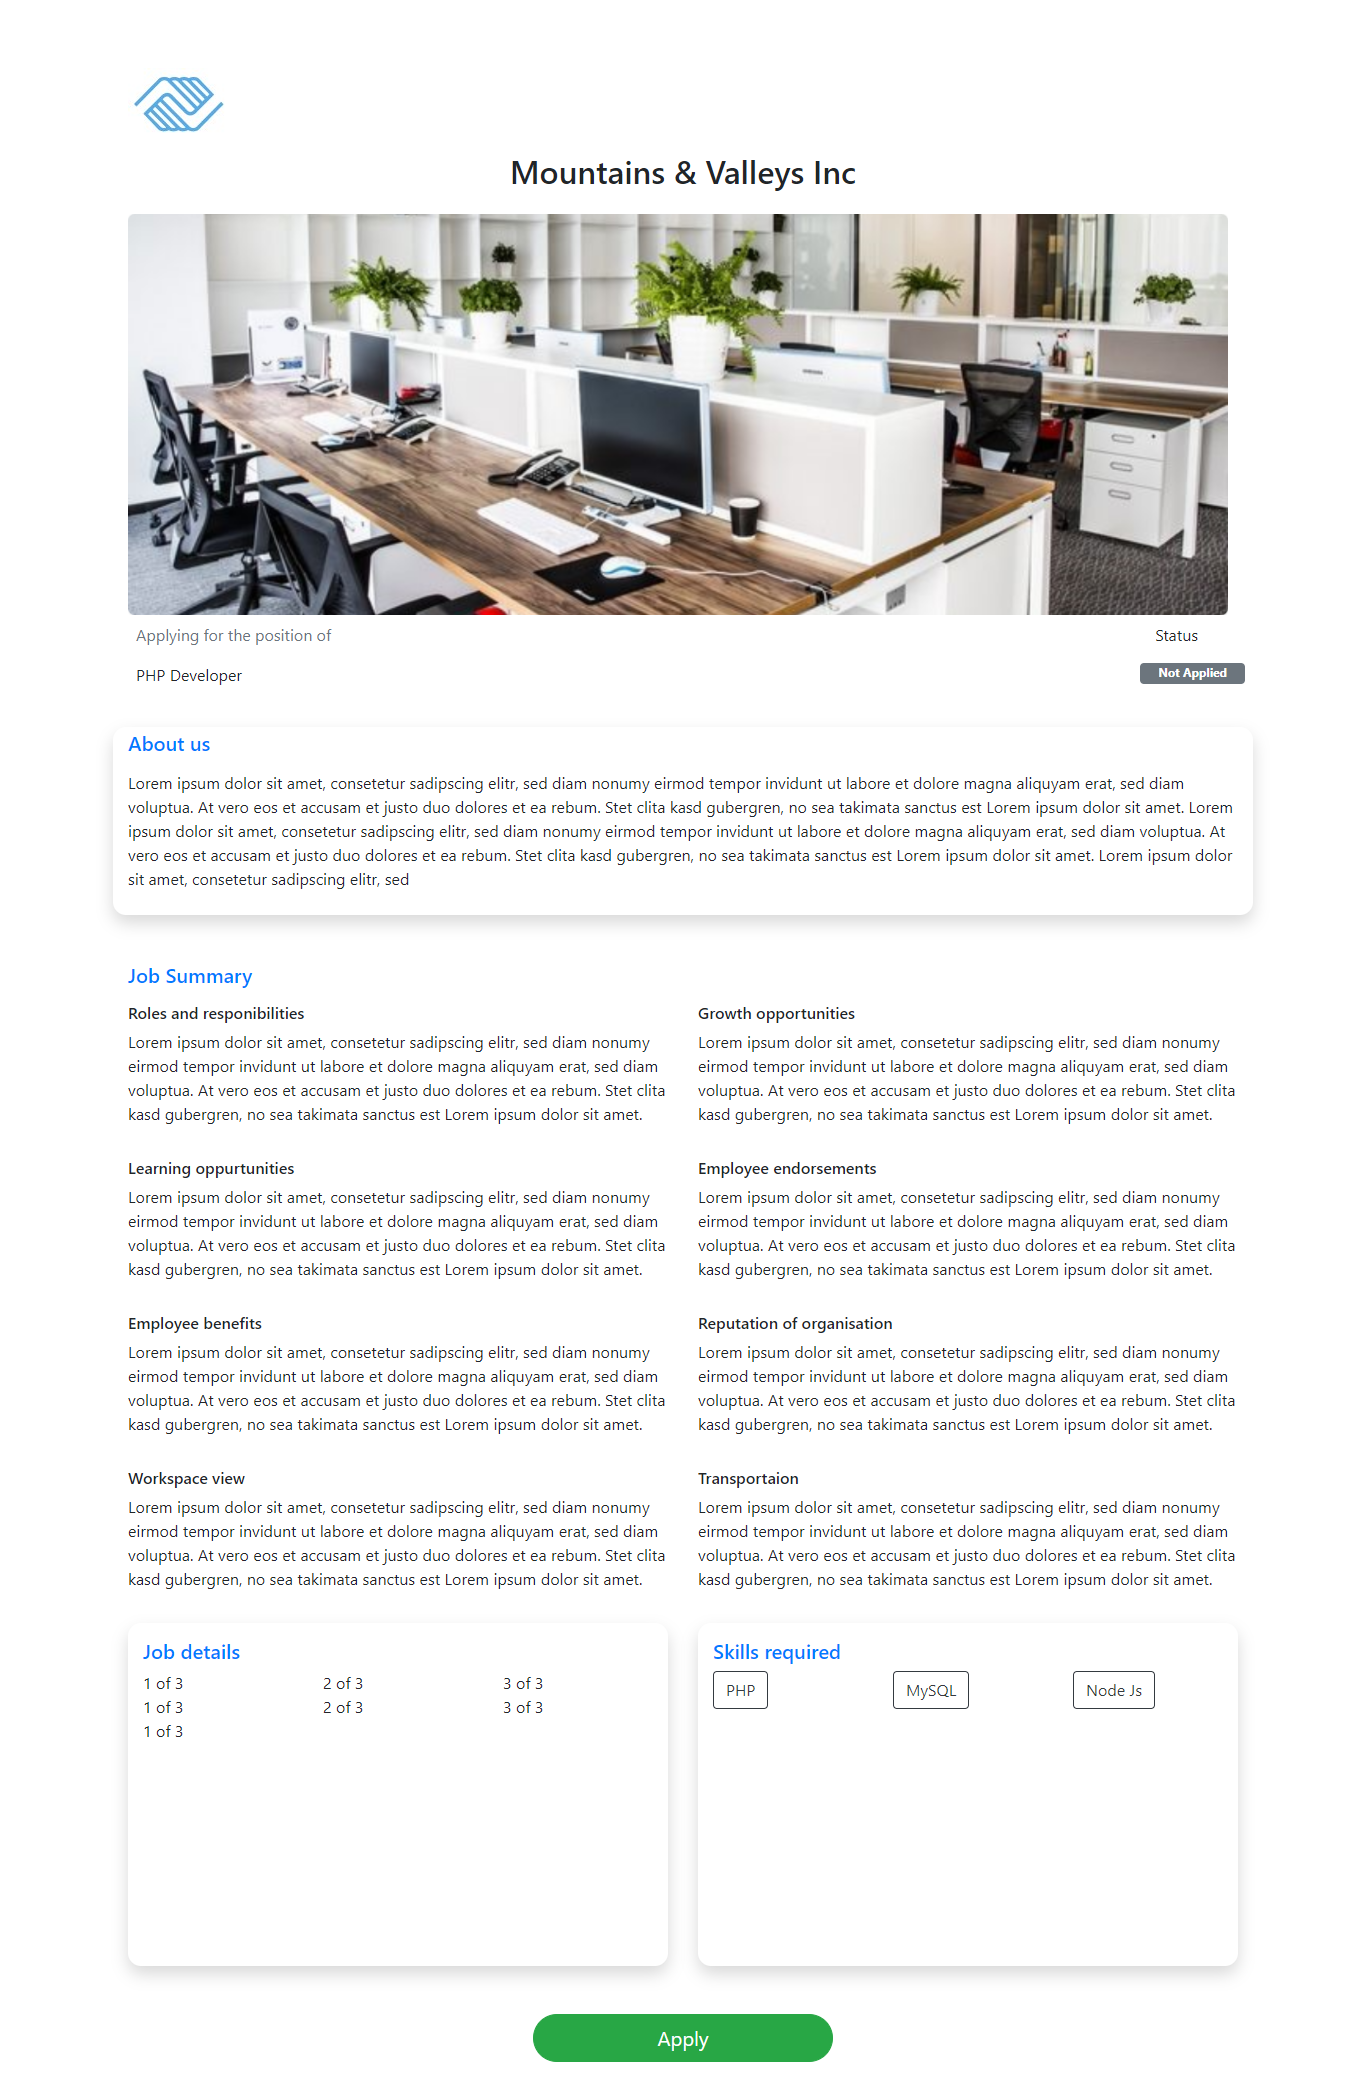 Mountains & Valleys Inc
Applying for the position of
Status
PHP Developer
Not Applied
About us
Lorem ipsum dolor sit amet, consetetur sadipscing elitr, sed diam nonumy eirmod tempor invidunt ut labore et dolore magna aliquyam erat, sed diam
voluptua. At vero eos et accusam et justo duo dolores et ea rebum. Stet clita kasd gubergren, no sea takimata sanctus est Lorem ipsum dolor sit amet. Lorem
ipsum dolor sit amet, consetetur sadipscing elitr, sed diam nonumy eirmod tempor invidunt ut labore et dolore magna aliquyam erat, sed diam voluptua. At
vero eos et accusam et justo duo dolores et ea rebum. Stet clita kasd gubergren, no sea takimata sanctus est Lorem ipsum dolor sit amet. Lorem ipsum dolor
sit amet, consetetur sadipscing elitr, sed
Job Summary
Roles and responibilities
Lorem ipsum dolor sit amet, consetetur sadipscing elitr, sed diam nonumy
eirmod tempor invidunt ut labore et dolore magna aliquyam erat, sed diam
voluptua. At vero eos et accusam et justo duo dolores et ea rebum. Stet clita
kasd gubergren, no sea takimata sanctus est Lorem ipsum dolor sit amet.
Growth opportunities
Lorem ipsum dolor sit amet, consetetur sadipscing elitr, sed diam nonumy
eirmod tempor invidunt ut labore et dolore magna aliquyam erat, sed diam
voluptua. At vero eos et accusam et justo duo dolores et ea rebum. Stet clita
kasd gubergren, no sea takimata sanctus est Lorem ipsum dolor sit amet.
Learning oppurtunities
Lorem ipsum dolor sit amet, consetetur sadipscing elitr, sed diam nonumy
eirmod tempor invidunt ut labore et dolore magna aliquyam erat, sed diam
voluptua. At vero eos et accusam et justo duo dolores et ea rebum. Stet clita
kasd gubergren, no sea takimata sanctus est Lorem ipsum dolor sit amet.
Employee endorsements
Lorem ipsum dolor sit amet, consetetur sadipscing elitr, sed diam nonumy
eirmod tempor invidunt ut labore et dolore magna aliquyam erat, sed diam
voluptua. At vero eos et accusam et justo duo dolores et ea rebum. Stet clita
kasd gubergren, no sea takimata sanctus est Lorem ipsum dolor sit amet.
Employee benefits
Lorem ipsum dolor sit amet, consetetur sadipscing elitr, sed diam nonumy
eirmod tempor invidunt ut labore et dolore magna aliquyam erat, sed diam
voluptua. At vero eos et accusam et justo duo dolores et ea rebum. Stet clita
kasd gubergren, no sea takimata sanctus est Lorem ipsum dolor sit amet.
Reputation of organisation
Lorem ipsum dolor sit amet, consetetur sadipscing elitr, sed diam nonumy
eirmod tempor invidunt ut labore et dolore magna aliquyam erat, sed diam
voluptua. At vero eos et accusam et justo duo dolores et ea rebum. Stet clita
kasd gubergren, no sea takimata sanctus est Lorem ipsum dolor sit amet.
Workspace view
Lorem ipsum dolor sit amet, consetetur sadipscing elitr, sed diam nonumy
eirmod tempor invidunt ut labore et dolore magna aliquyam erat, sed diam
voluptua. At vero eos et accusam et justo duo dolores et ea rebum. Stet clita
kasd gubergren, no sea takimata sanctus est Lorem ipsum dolor sit amet.
Transportaion
Lorem ipsum dolor sit amet, consetetur sadipscing elitr, sed diam nonumy
eirmod tempor invidunt ut labore et dolore magna aliquyam erat, sed diam
voluptua. At vero eos et accusam et justo duo dolores et ea rebum. Stet clita
kasd gubergren, no sea takimata sanctus est Lorem ipsum dolor sit amet.
Job details
1 of 3 2 of 3 3 of 3
1 of 3 2 of 3 3 of 3
1 of 3
Skills required
PHP MySQL Node Js
Apply